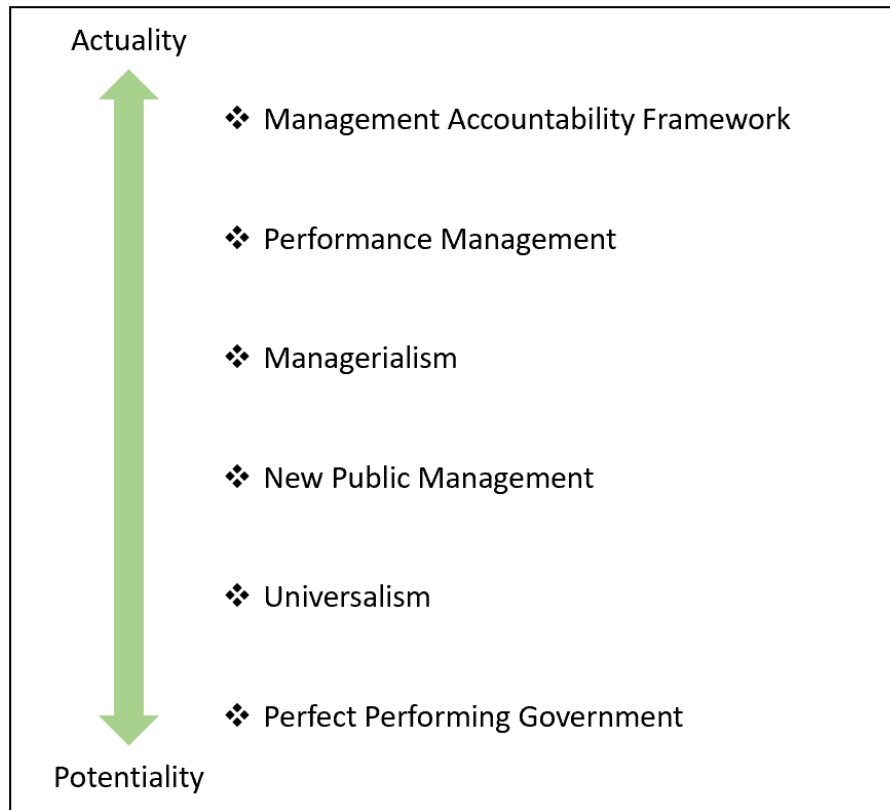 Actuality
❖ Management Accountability Framework
❖ Performance Management
❖ Managerialism
❖ New Public Management
❖ Universalism
❖ Perfect Performing Government
Potentiality